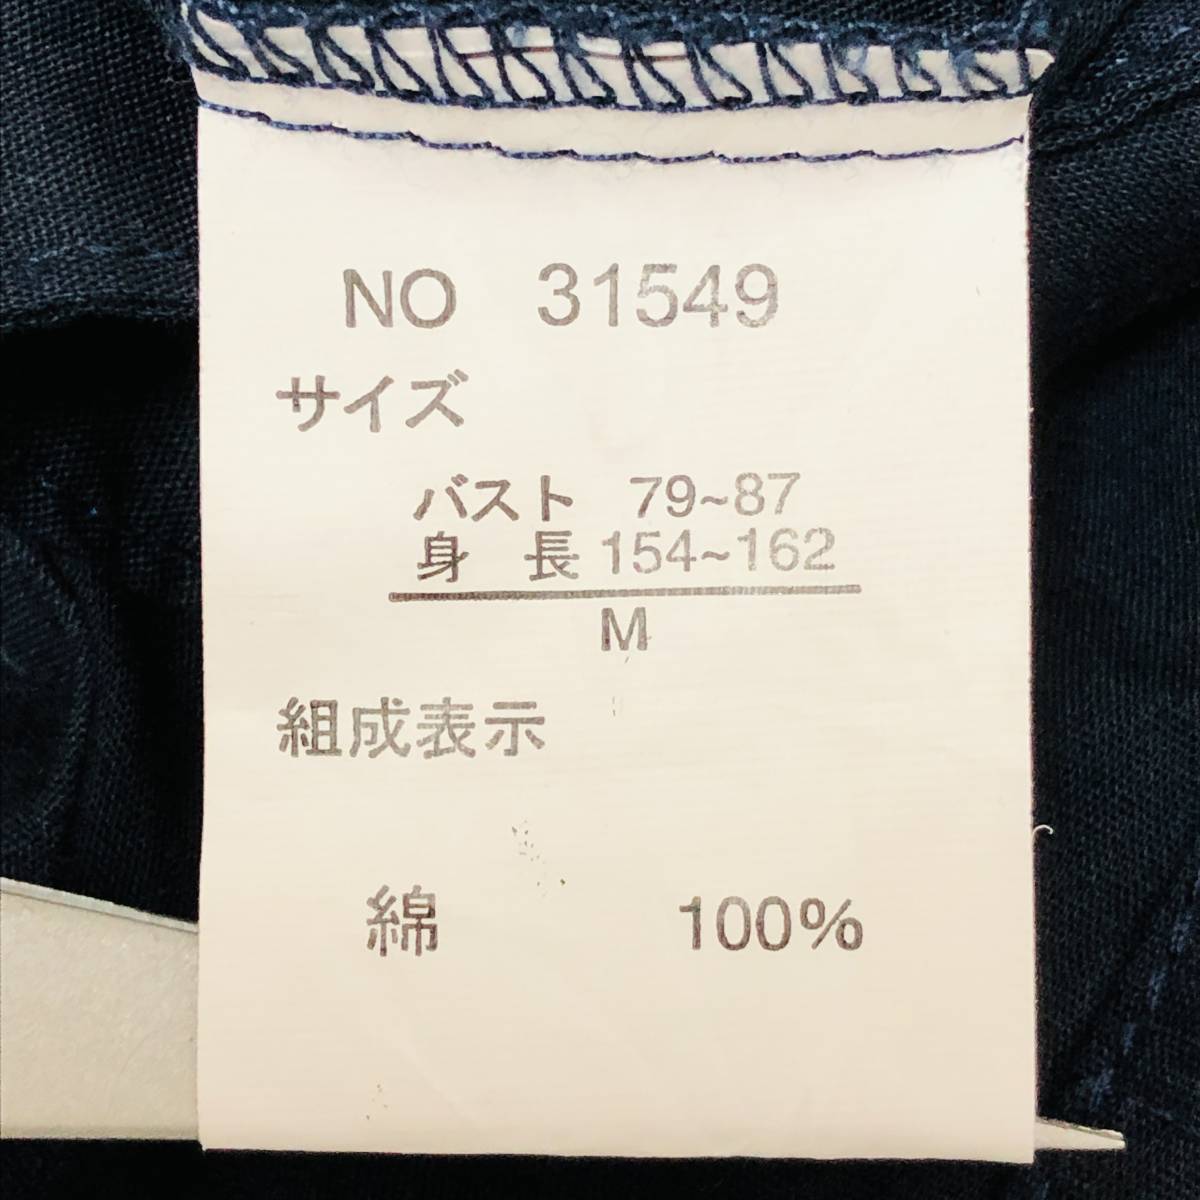 NO 31549
サイズ
バスト 79~87
身 長 154~162
M
組成表示
綿 100%